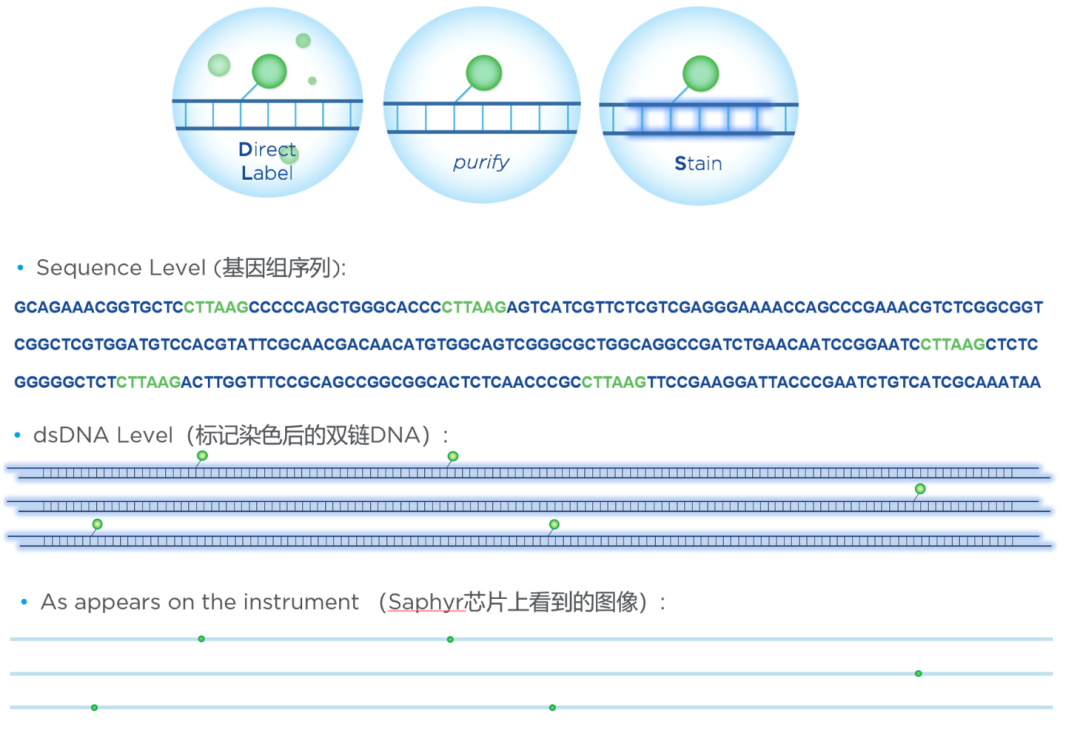 Direct
Label
purify
Stain
• Sequence Level (基因组序列):
GCAGAAACGGTGCTCCTTAAGCCCCCAGCTGGGCACCCCTTAAGAGTCATCGTTCTCGTCGAGGGAAAACCAGCCCGAAACGTCTCGGCGGT
CGGCTCGTGGATGTCCACGTATTCGCAACGACAACATGTGGCAGTCGGGCGCTGGCAGGCCGATCTGAACAATCCGGAATCCTTAAGCTCTC
GGGGGCTCTCTTAAGACTTGGTTTCCGCAGCCGGCGGCACTCTCAACCCGCCTTAAGTTCCGAAGGATTACCCGAATCTGTCATCGCAAATAA
• dsDNA Level（标记染色后的双链DNA）:
• As appears on the instrument （Saphyr芯片上看到的图像）: